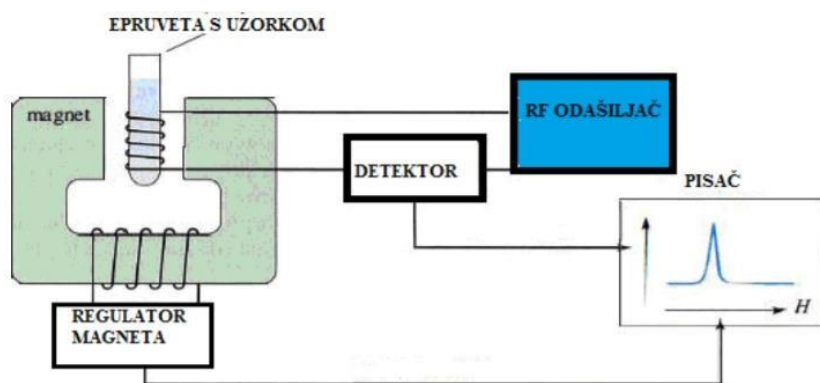 EPRUVETA S UZORKOM
magnet
RF ODAŠILJAČ
DETEKTOR
PISAČ
H
REGULATOR
MAGNETA